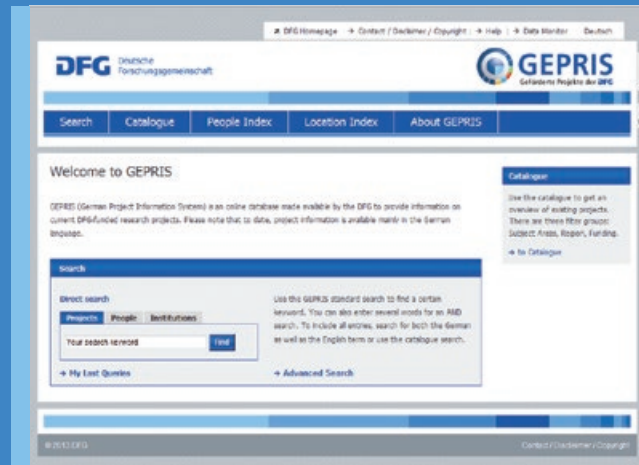 DFG Homepage → Contact / Disclaimer / Copyright → Help → Data Monitor Deutsch
DFG Deutsche
Forschungsgemeinschaft
GEPRIS
Geförderte Projekte der DFG
Search Catalogue People Index Location Index About GEPRIS
Welcome to GEPRIS
GEPRIS (German Project Information System) is an online database made available by the DFG to provide information on
current DFG-funded research projects. Please note that to date, project information is available mainly in the German
language.
Catalogue
Use the catalogue to get an
overview of existing projects.
There are three filter groups:
Subject Areas, Region, Funding.
→ to Catalogue
Search
Direct search
Projects People Institutions
Your search keyword Find
→ My Last Queries
Use the GEPRIS standard search to find a certain
keyword. You can also enter several words for an AND
search. To include all entries, search for both the German
as well as the English term or use the catalogue search.
→ Advanced Search
© 2013 DFG
Contact / Disclaimer / Copyright